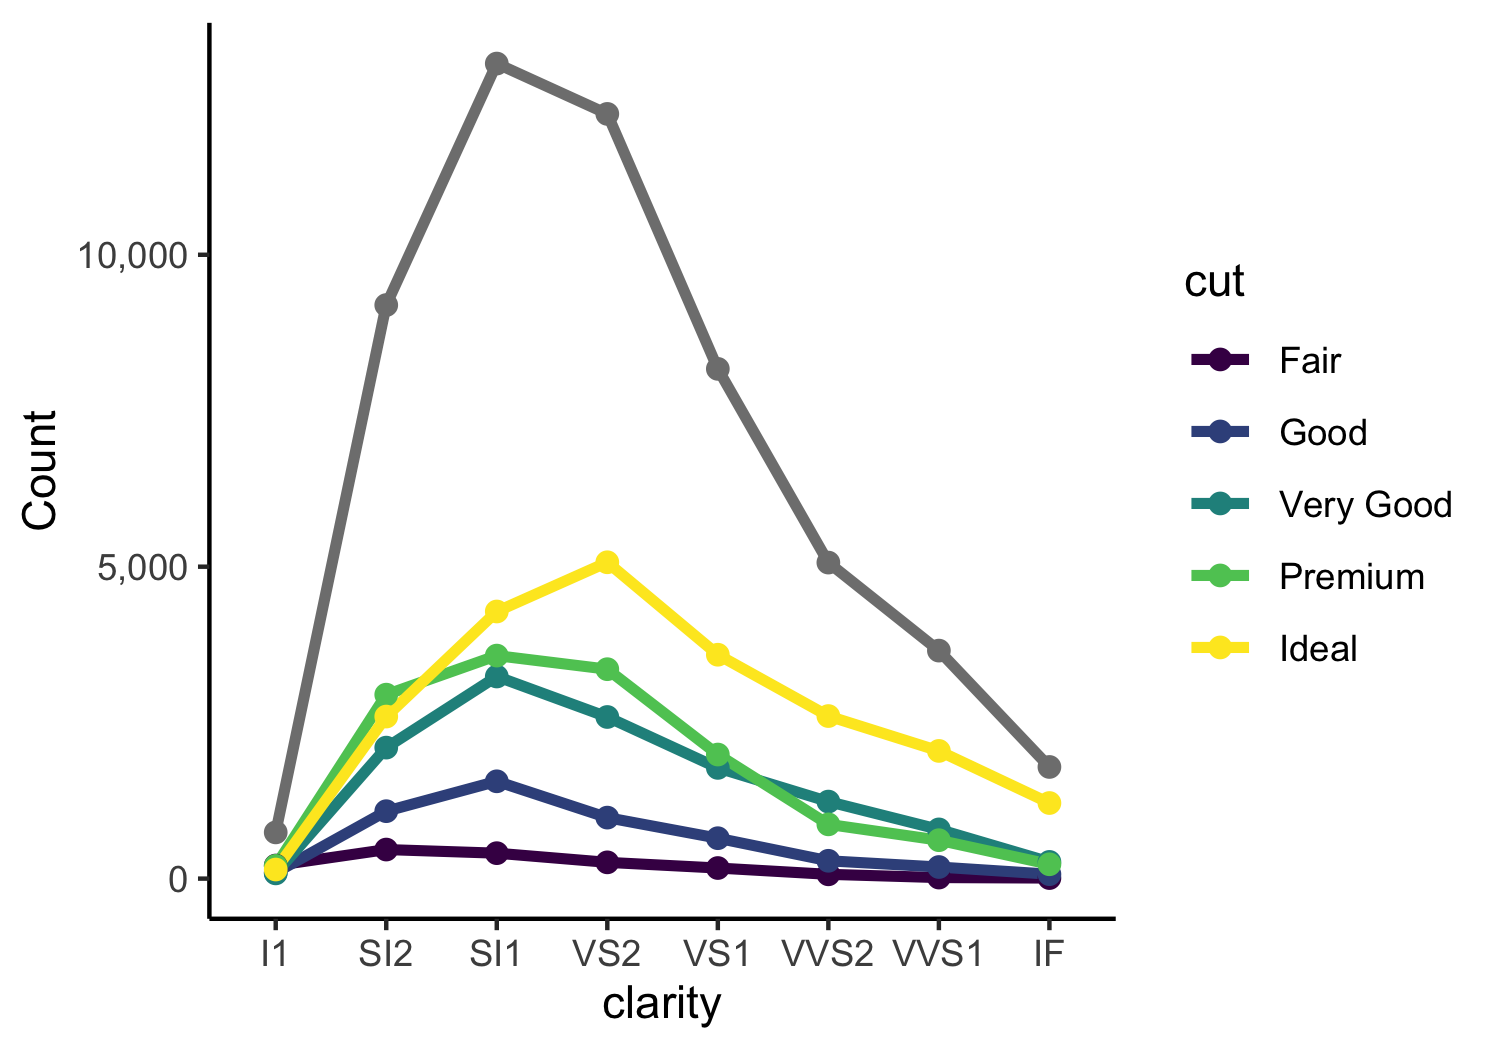 10,000
5,000
0
Count
I1 SI2 SI1 VS2 VS1 VVS2 VVS1 IF
clarity
cut
Fair
Good
Very Good
Premium
Ideal